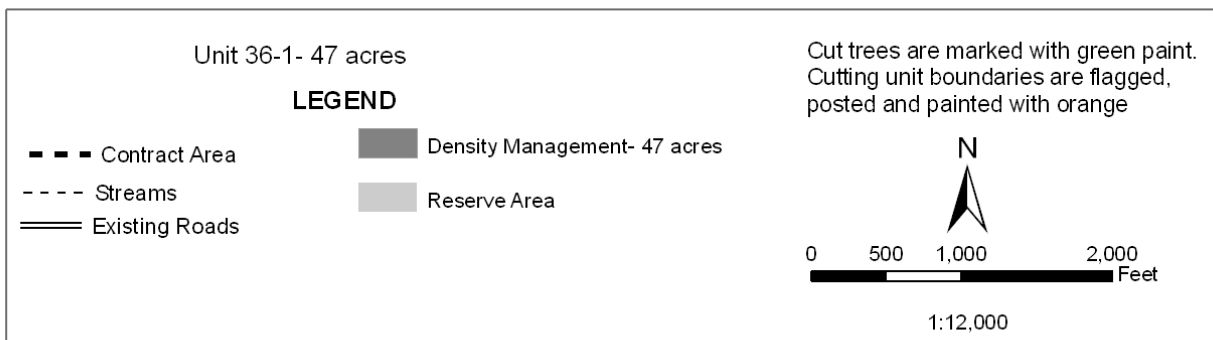 Unit 36-1- 47 acres
LEGEND
Contract Area
Streams
Existing Roads
Density Management- 47 acres
Reserve Area
Cut trees are marked with green paint.
Cutting unit boundaries are flagged,
posted and painted with orange
N
0 500 1,000 2,000
Feet
1:12,000